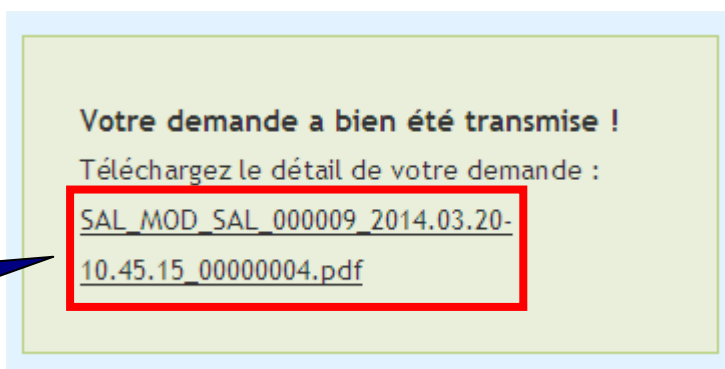 Votre demande a bien été transmise !
Téléchargez le détail de votre demande :
SAL_MOD_SAL_000009_2014.03.20-
10.45.15_00000004.pdf